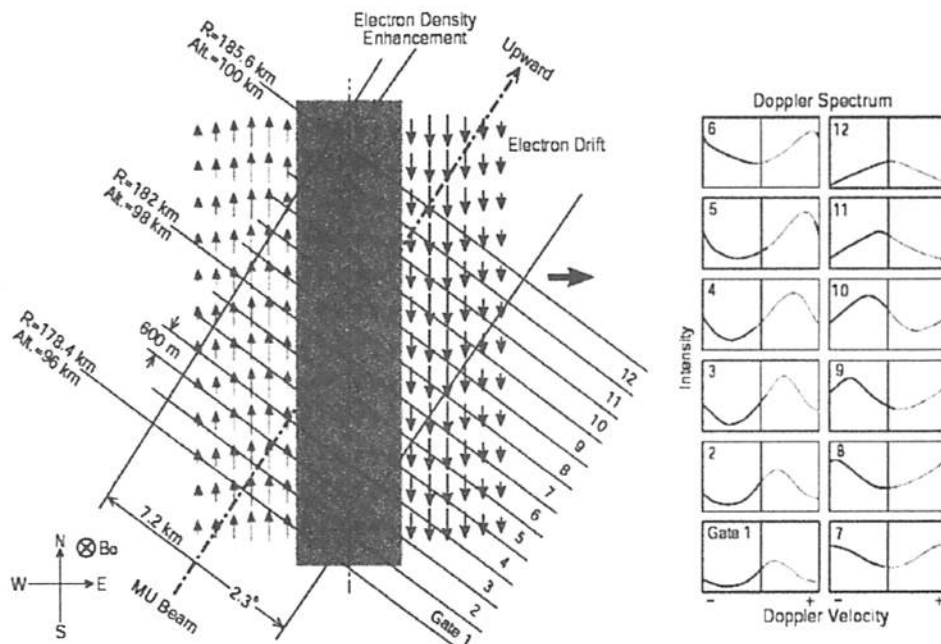 Electron Density
Enhancement
R=185.6 km
Alt.=100 km
Upward
Electron Drift
R=182 km
Alt.=98 km
600 m
R=178.4 km
Alt.=96 km
7.2 km
2.3°
MU Beam
N
W E
S
Bo
12
11
10
9
8
7
6
5
4
3
2
Gate 1
Doppler Spectrum
6 12
5 11
4 10
3 9
2 8
Gate 1 7
Intensity
- + - +
Doppler Velocity